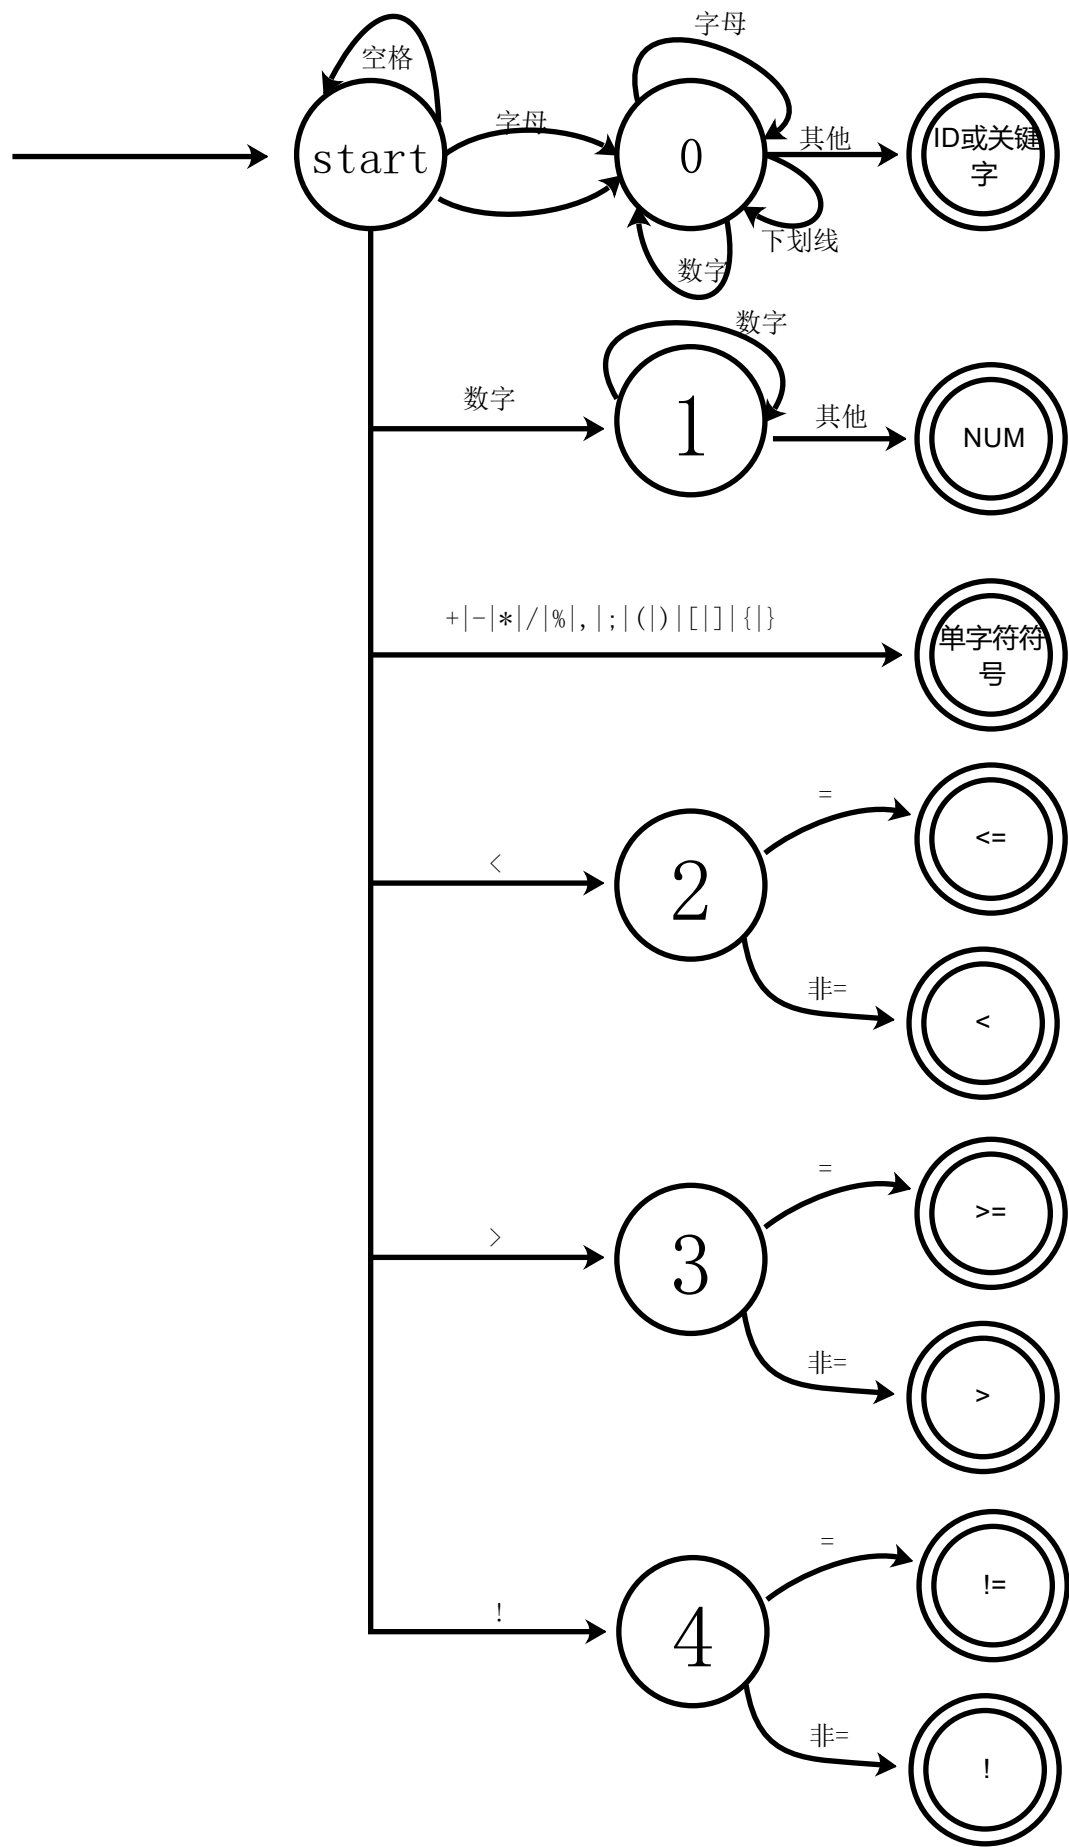 空格
字母
字母
start
0
其他
ID或关键
字
下划线
数字
数字
数字
1
其他
NUM
+|-|*|/|%|,|;|(|)|[|]|{|}
单字符符
号
<
2
=
<=
非=
<
>
3
=
>=
非=
>
!
4
=
!=
非=
!